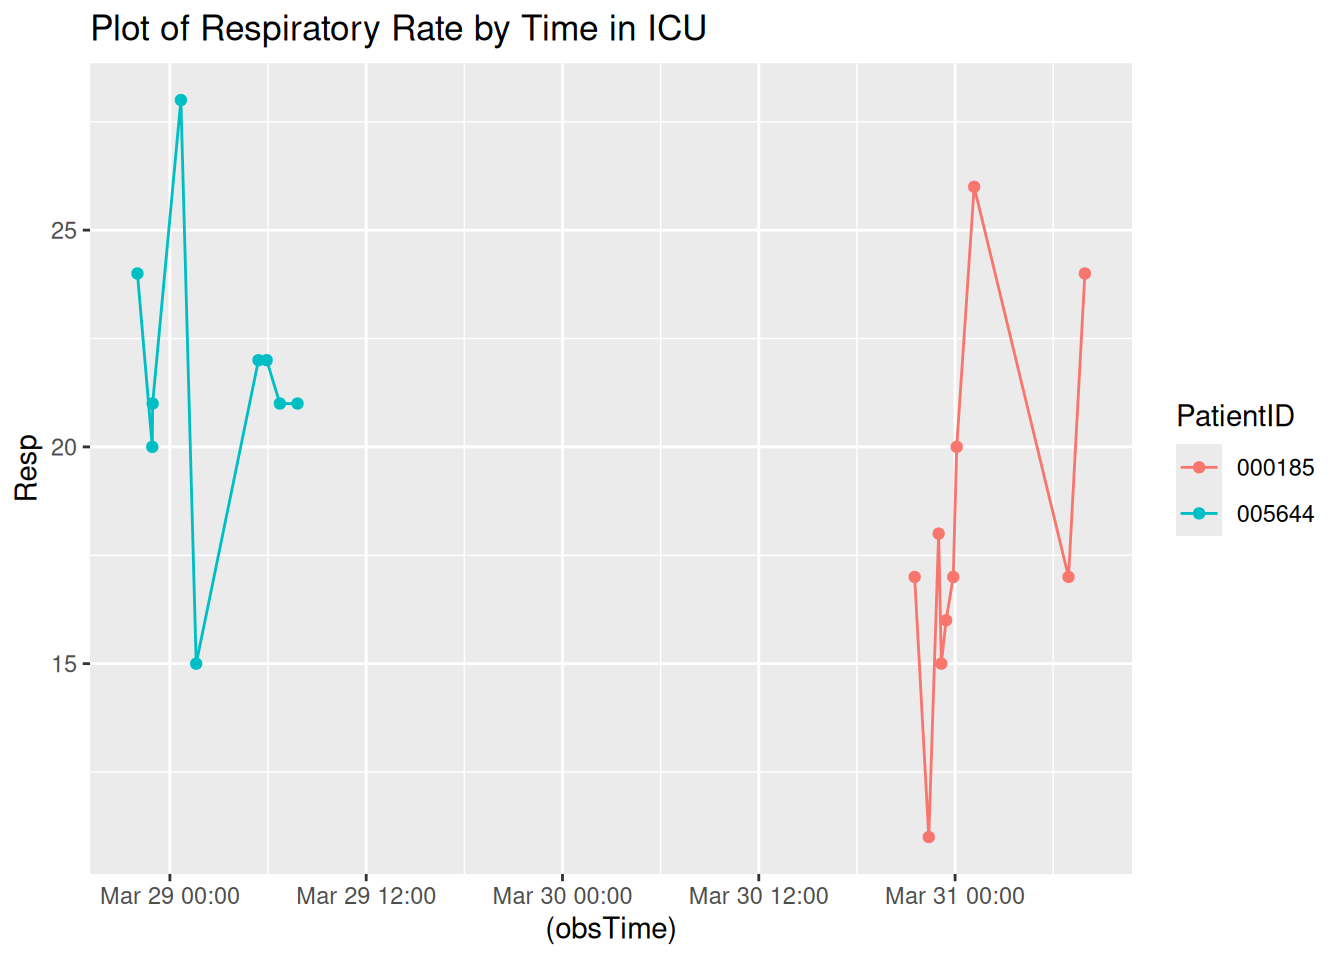 Plot of Respiratory Rate by Time in ICU
25
20
15
Resp
Mar 29 00:00
Mar 29 12:00
Mar 30 00:00
Mar 30 12:00
Mar 31 00:00
(obsTime)
PatientID
000185
005644